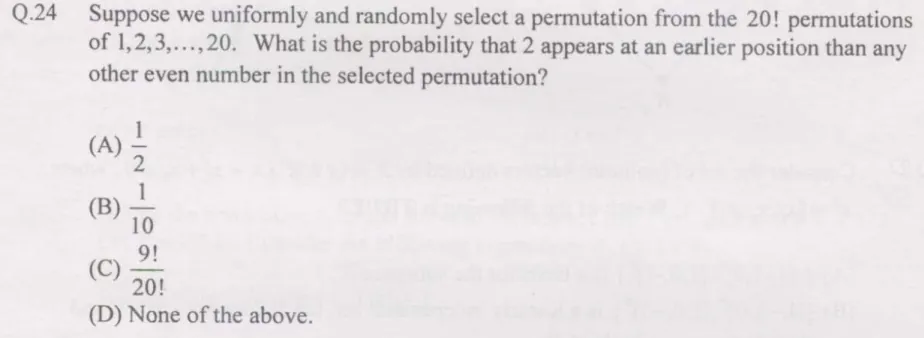 Q.24 Suppose we uniformly and randomly select a permutation from the 20! permutations
of 1,2,3,…,20. What is the probability that 2 appears at an earlier position than any
other even number in the selected permutation?
(A) 1/2
(B) 1/10
(C) 9!/20!
(D) None of the above.